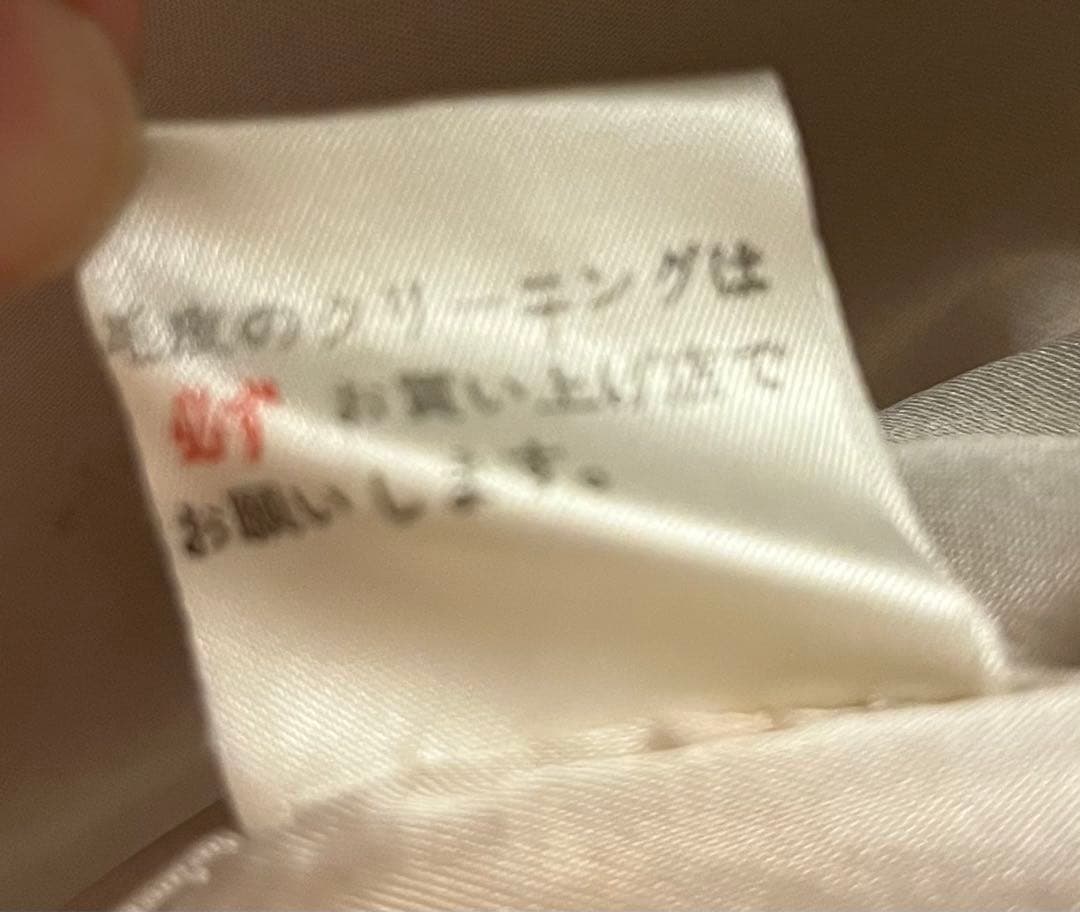 毛皮のクリーニングは
必ず お買い上げ店で
お願いします。